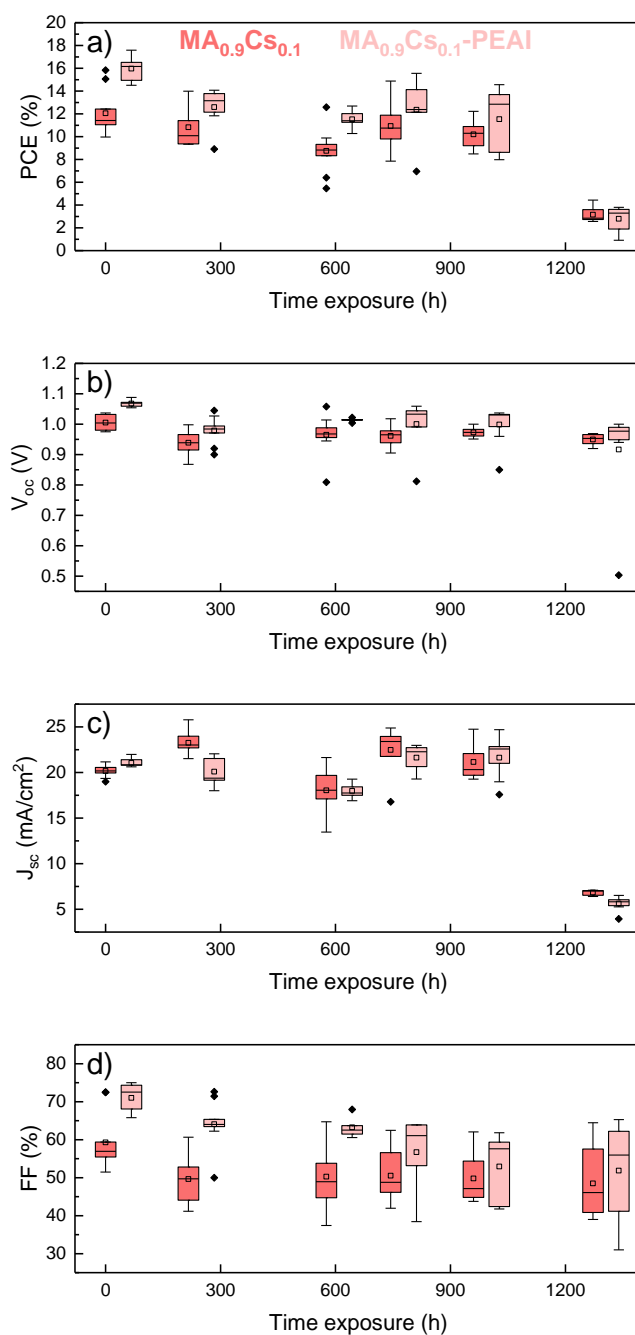 a) MA0.9Cs0.1 MA0.9Cs0.1-PEAI
PCE (%)
20
18
16
14
12
10
8
6
4
2
0
0 300 600 900 1200
Time exposure (h)
b)
Voc (V)
1.2
1.1
1.0
0.9
0.8
0.7
0.6
0.5
0 300 600 900 1200
Time exposure (h)
c)
Jsc (mA/cm²)
25
20
15
10
5
0 300 600 900 1200
Time exposure (h)
d)
FF (%)
80
70
60
50
40
30
0 300 600 900 1200
Time exposure (h)